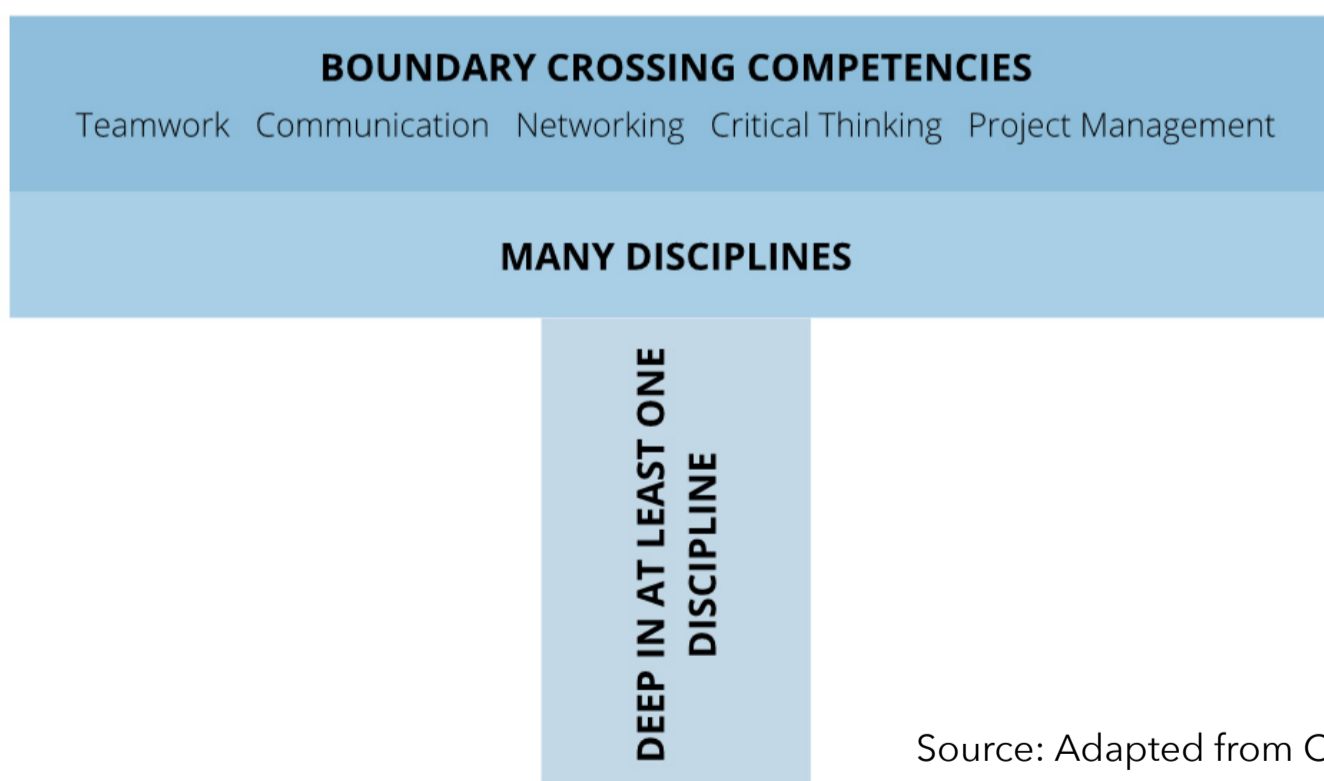 BOUNDARY CROSSING COMPETENCIES
Teamwork Communication Networking Critical Thinking Project Management
MANY DISCIPLINES
DEEP IN AT LEAST ONE
DISCIPLINE
Source: Adapted from